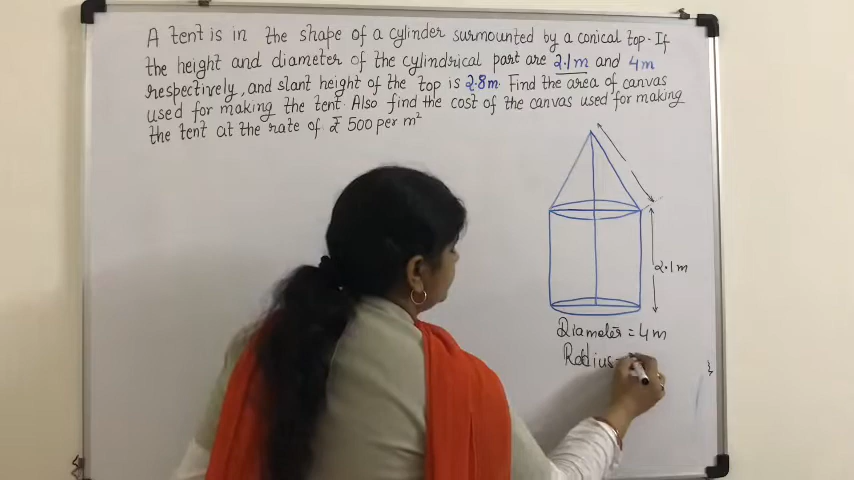 A tent is in the shape of a cylinder surmounted by a conical top. If
the height and diameter of the cylindrical part are 2.1m and 4m
respectively, and slant height of the top is 2.8m. Find the area of canvas
used for making the tent. Also find the cost of the canvas used for making
the tent at the rate of ₹ 500 per m²
2.1m
Diameter = 4m
Radius =